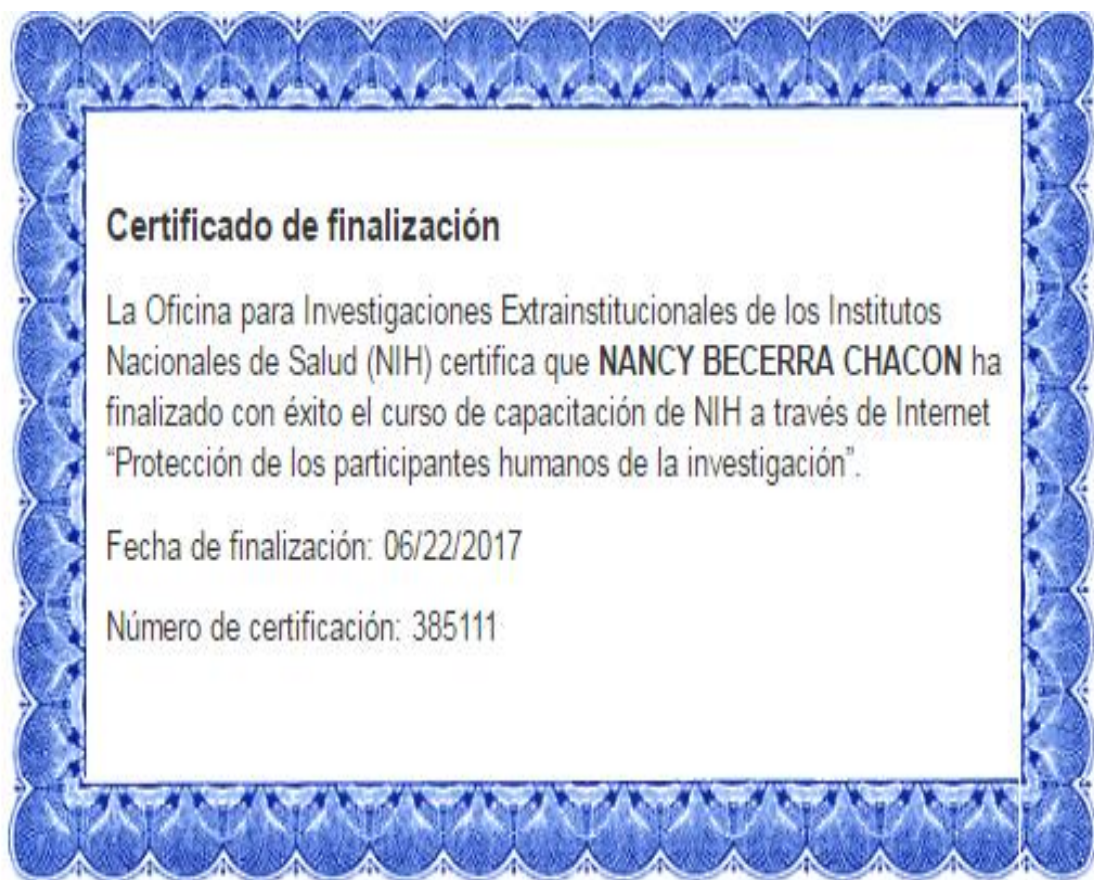 Certificado de finalización
La Oficina para Investigaciones Extrainstitucionales de los Institutos
Nacionales de Salud (NIH) certifica que NANCY BECERRA CHACON ha
finalizado con éxito el curso de capacitación de NIH a través de Internet
“Protección de los participantes humanos de la investigación”.
Fecha de finalización: 06/22/2017
Número de certificación: 385111